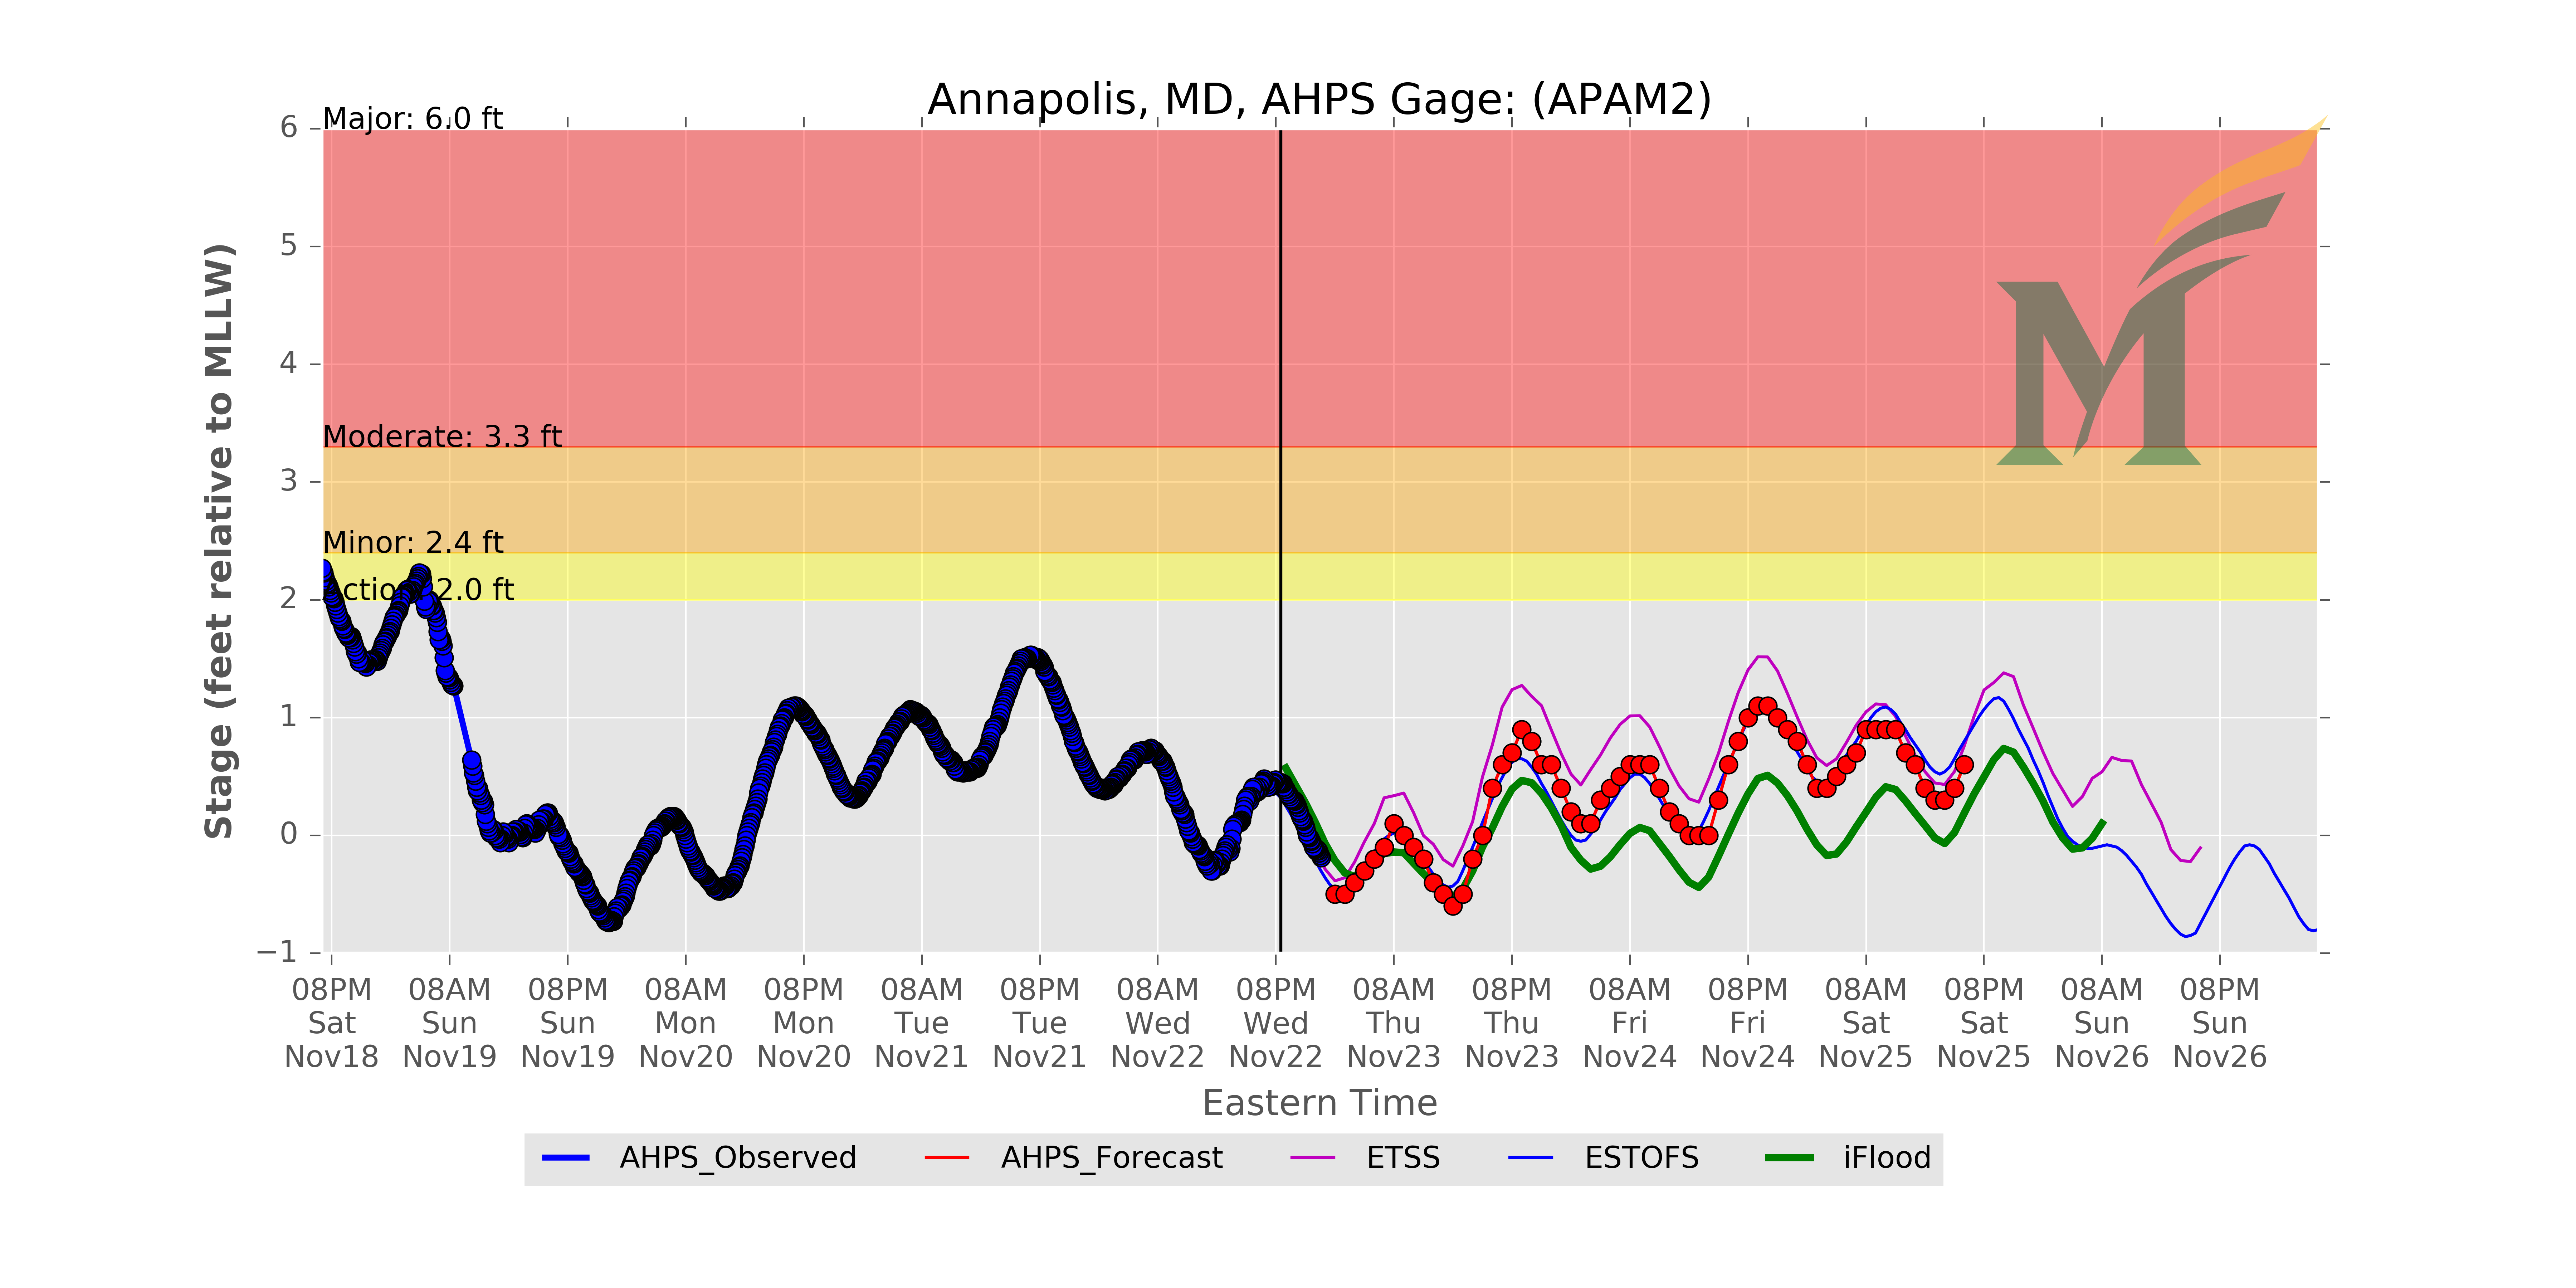 Annapolis, MD, AHPS Gage: (APAM2)
Major: 6.0 ft
Moderate: 3.3 ft
Minor: 2.4 ft
Action: 2.0 ft
Stage (feet relative to MLLW)
6
5
4
3
2
1
0
−1
08PM 08AM 08PM 08AM 08PM 08AM 08PM 08AM 08PM 08AM 08PM 08AM 08PM 08AM 08PM 08AM 08PM
Sat Sun Sun Mon Mon Tue Tue Wed Wed Thu Thu Fri Fri Sat Sat Sun Sun
Nov18 Nov19 Nov19 Nov20 Nov20 Nov21 Nov21 Nov22 Nov22 Nov23 Nov23 Nov24 Nov24 Nov25 Nov25 Nov26 Nov26
Eastern Time
AHPS_Observed AHPS_Forecast ETSS ESTOFS iFlood